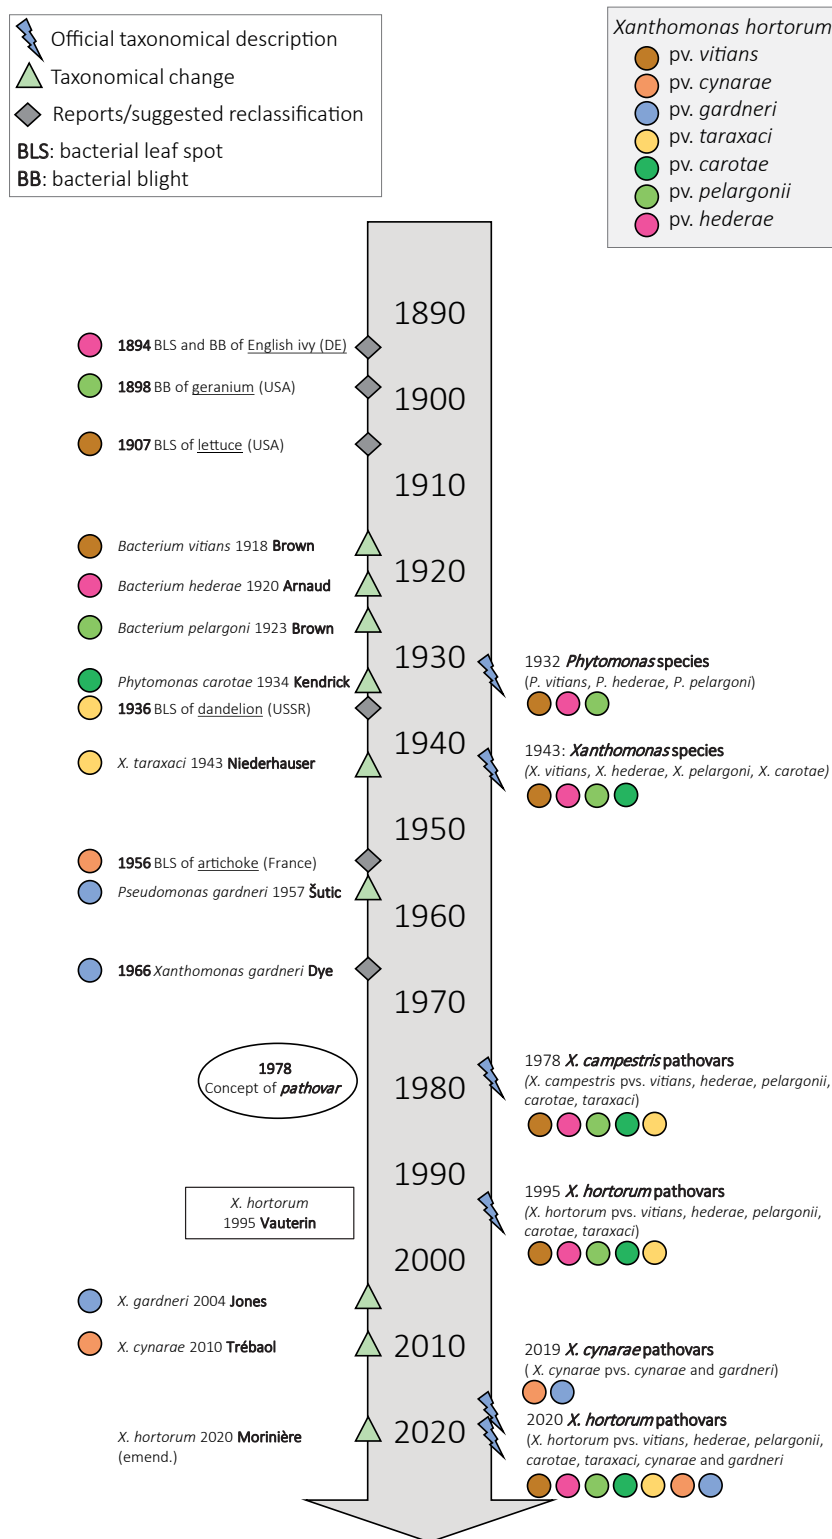 Official taxonomical description
Taxonomical change
Reports/suggested reclassification
BLS: bacterial leaf spot
BB: bacterial blight
Xanthomonas hortorum
pv. vitians
pv. cynarae
pv. gardneri
pv. taraxaci
pv. carotae
pv. pelargonii
pv. hederae
1890
1894 BLS and BB of English ivy (DE)
1898 BB of geranium (USA)
1900
1907 BLS of lettuce (USA)
1910
Bacterium vitians 1918 Brown
1920
Bacterium hederae 1920 Arnaud
Bacterium pelargoni 1923 Brown
1930
1932 Phytomonas species
(P. vitians, P. hederae, P. pelargoni)
Phytomonas carotae 1934 Kendrick
1936 BLS of dandelion (USSR)
1940
1943: Xanthomonas species
(X. vitians, X. hederae, X. pelargoni, X. carotae)
X. taraxaci 1943 Niederhauser
1950
1956 BLS of artichoke (France)
Pseudomonas gardneri 1957 Šutic
1960
1966 Xanthomonas gardneri Dye
1970
1978
Concept of pathovar
1980
1978 X. campestris pathovars
(X. campestris pvs. vitians, hederae, pelargonii,
carotae, taraxaci)
1990
X. hortorum
1995 Vauterin
1995 X. hortorum pathovars
(X. hortorum pvs. vitians, hederae, pelargonii,
carotae, taraxaci)
2000
X. gardneri 2004 Jones
X. cynarae 2010 Trébaol
2010
2019 X. cynarae pathovars
( X. cynarae pvs. cynarae and gardneri)
X. hortorum 2020 Morinière
(emend.)
2020
2020 X. hortorum pathovars
(X. hortorum pvs. vitians, hederae, pelargonii,
carotae, taraxaci, cynarae and gardneri